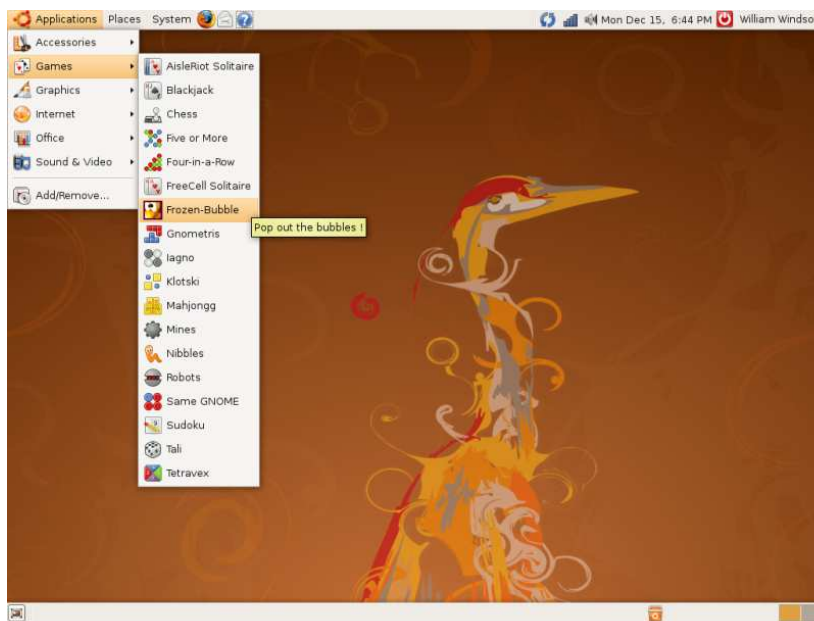 Applications Places System Mon Dec 15, 6:44 PM William Windso
Accessories
Games
Graphics
Internet
Office
Sound & Video
Add/Remove...
AisleRiot Solitaire
Blackjack
Chess
Five or More
Four-in-a-Row
FreeCell Solitaire
Frozen-Bubble
Pop out the bubbles !
Gnometris
Iagno
Klotski
Mahjongg
Mines
Nibbles
Robots
Same GNOME
Sudoku
Tali
Tetravex